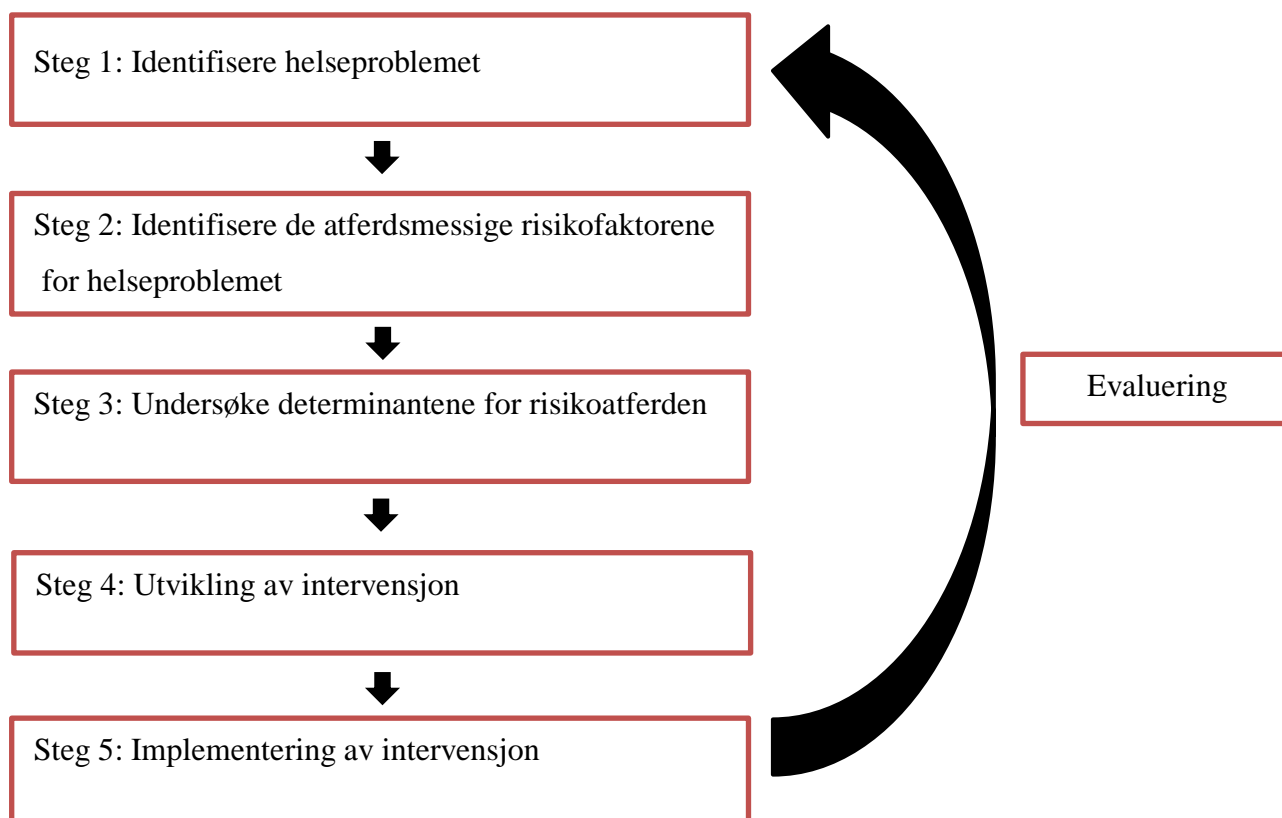 Steg 1: Identifisere helseproblemet
Steg 2: Identifisere de atferdsmessige risikofaktorene
for helseproblemet
Steg 3: Undersøke determinantene for risikoatferden
Evaluering
Steg 4: Utvikling av intervensjon
Steg 5: Implementering av intervensjon